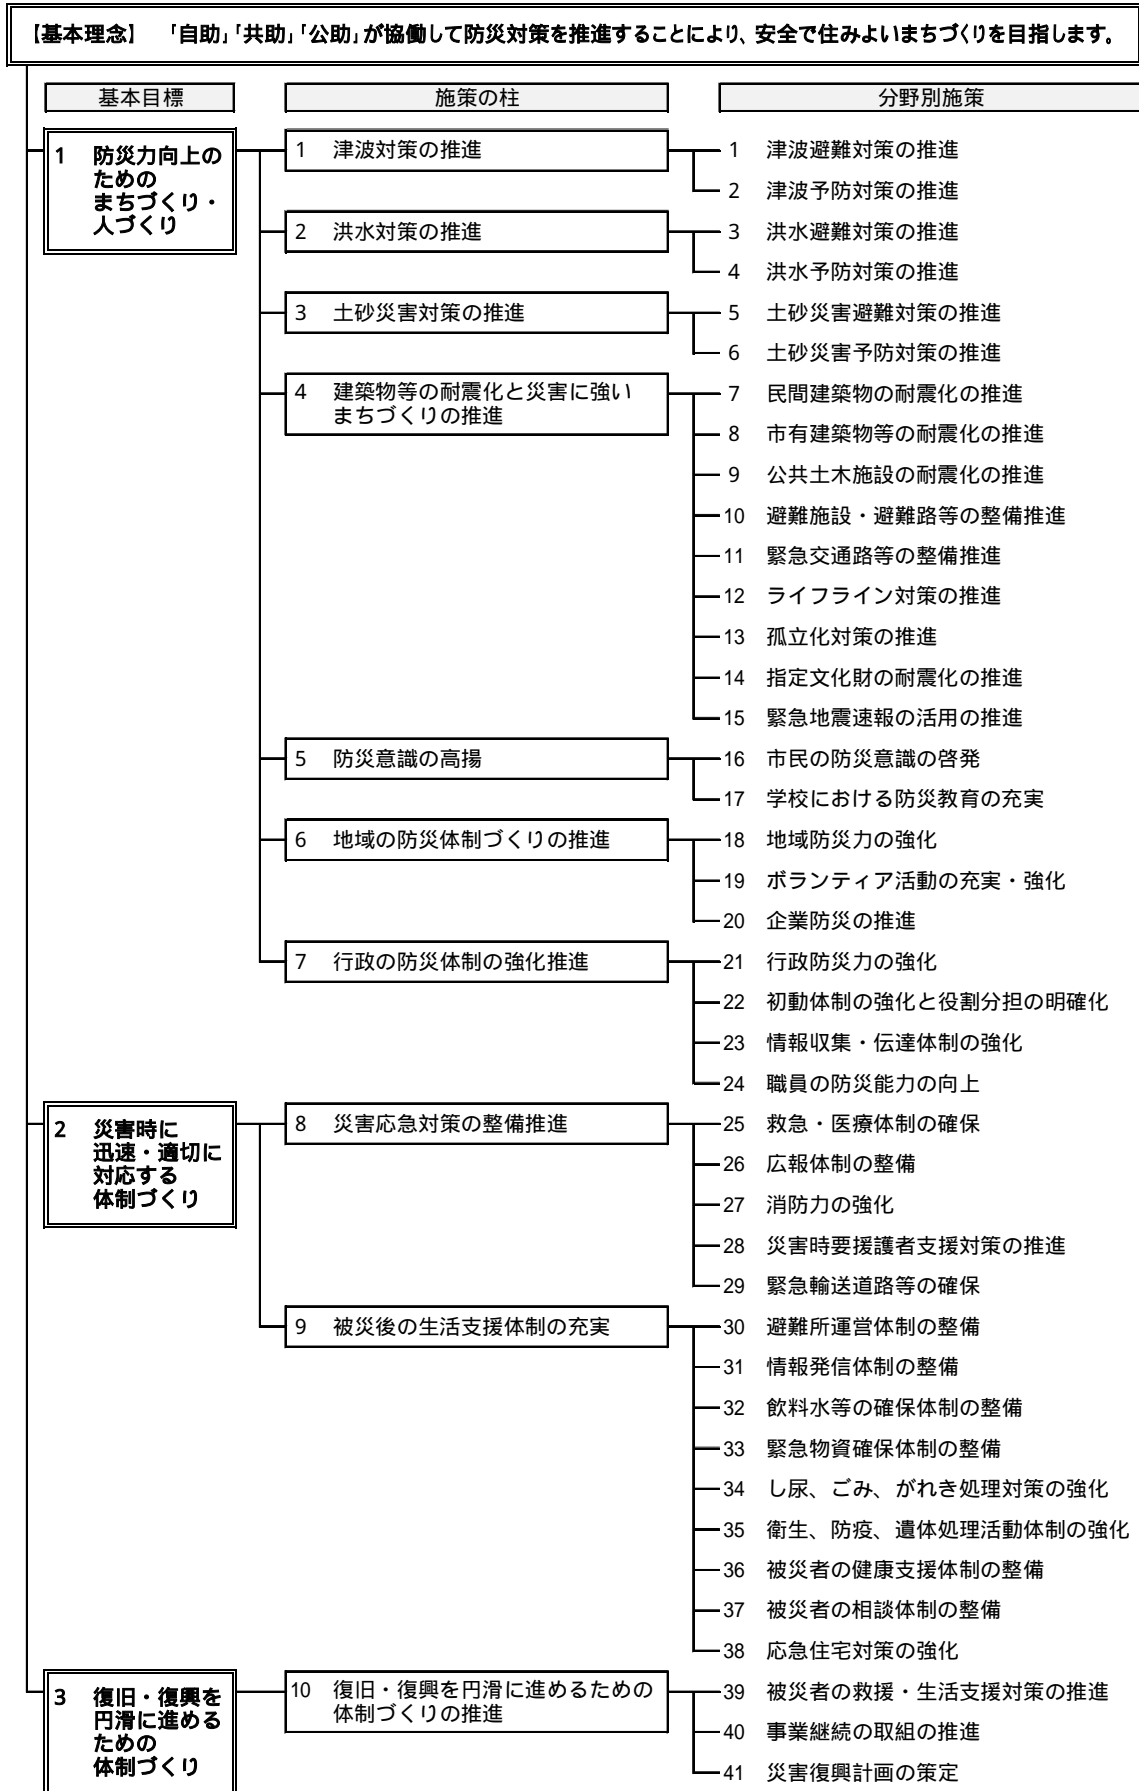 【基本理念】 「自助」「共助」「公助」が協働して防災対策を推進することにより、安全で住みよいまちづくりを目指します。
基本目標
施策の柱
分野別施策
1 防災力向上の
ための
まちづくり・
人づくり
1 津波対策の推進
1 津波避難対策の推進
2 津波予防対策の推進
2 洪水対策の推進
3 洪水避難対策の推進
4 洪水予防対策の推進
3 土砂災害対策の推進
5 土砂災害避難対策の推進
6 土砂災害予防対策の推進
4 建築物等の耐震化と災害に強い
まちづくりの推進
7 民間建築物の耐震化の推進
8 市有建築物等の耐震化の推進
9 公共土木施設の耐震化の推進
10 避難施設・避難路等の整備推進
11 緊急交通路等の整備推進
12 ライフライン対策の推進
13 孤立化対策の推進
14 指定文化財の耐震化の推進
15 緊急地震速報の活用の推進
5 防災意識の高揚
16 市民の防災意識の啓発
17 学校における防災教育の充実
6 地域の防災体制づくりの推進
18 地域防災力の強化
19 ボランティア活動の充実・強化
20 企業防災の推進
7 行政の防災体制の強化推進
21 行政防災力の強化
22 初動体制の強化と役割分担の明確化
23 情報収集・伝達体制の強化
24 職員の防災能力の向上
2 災害時に
迅速・適切に
対応する
体制づくり
8 災害応急対策の整備推進
25 救急・医療体制の確保
26 広報体制の整備
27 消防力の強化
28 災害時要援護者支援対策の推進
29 緊急輸送道路等の確保
9 被災後の生活支援体制の充実
30 避難所運営体制の整備
31 情報発信体制の整備
32 飲料水等の確保体制の整備
33 緊急物資確保体制の整備
34 し尿、ごみ、がれき処理対策の強化
35 衛生、防疫、遺体処理活動体制の強化
36 被災者の健康支援体制の整備
37 被災者の相談体制の整備
38 応急住宅対策の強化
3 復旧・復興を
円滑に進める
ための
体制づくり
10 復旧・復興を円滑に進めるための
体制づくりの推進
39 被災者の救援・生活支援対策の推進
40 事業継続の取組の推進
41 災害復興計画の策定